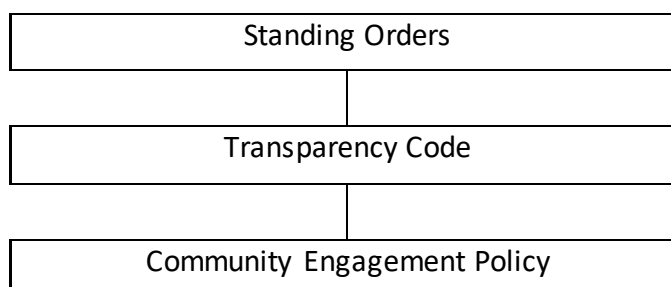 Standing Orders
Transparency Code
Community Engagement Policy